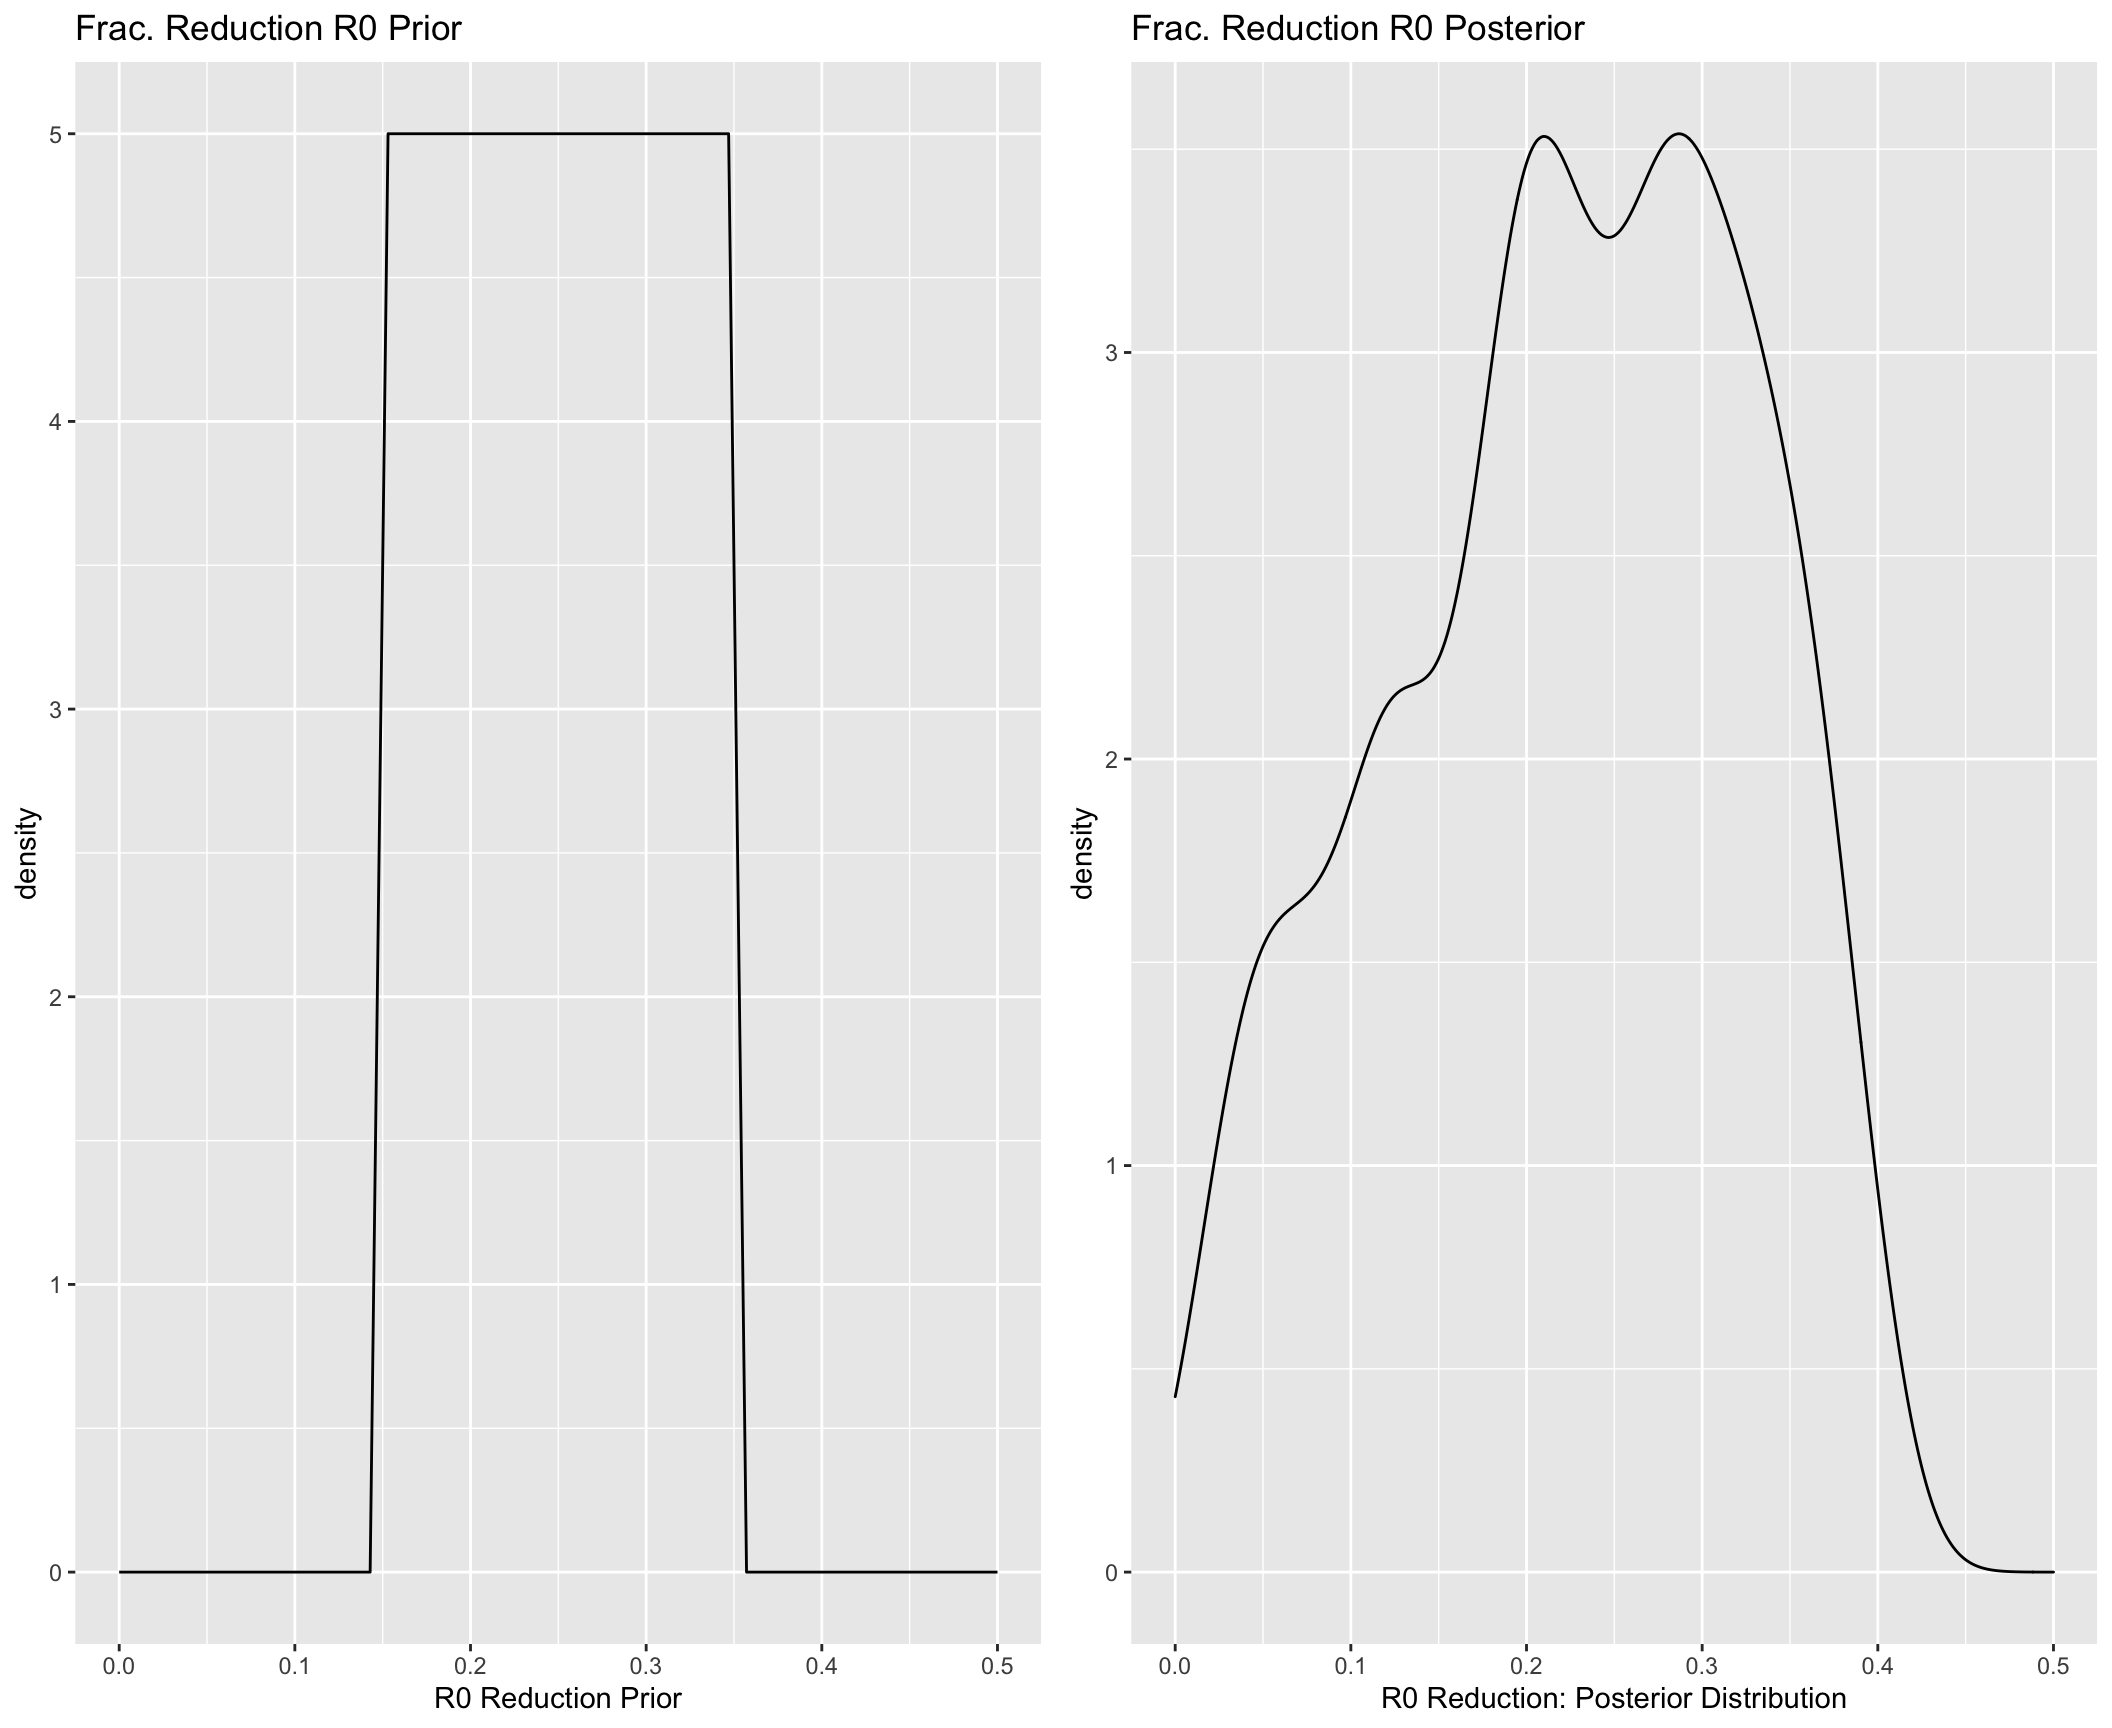 Frac. Reduction R0 Prior
5
4
3
2
1
0
density
0.0 0.1 0.2 0.3 0.4 0.5
R0 Reduction Prior
Frac. Reduction R0 Posterior
3
2
1
0
density
0.0 0.1 0.2 0.3 0.4 0.5
R0 Reduction: Posterior Distribution